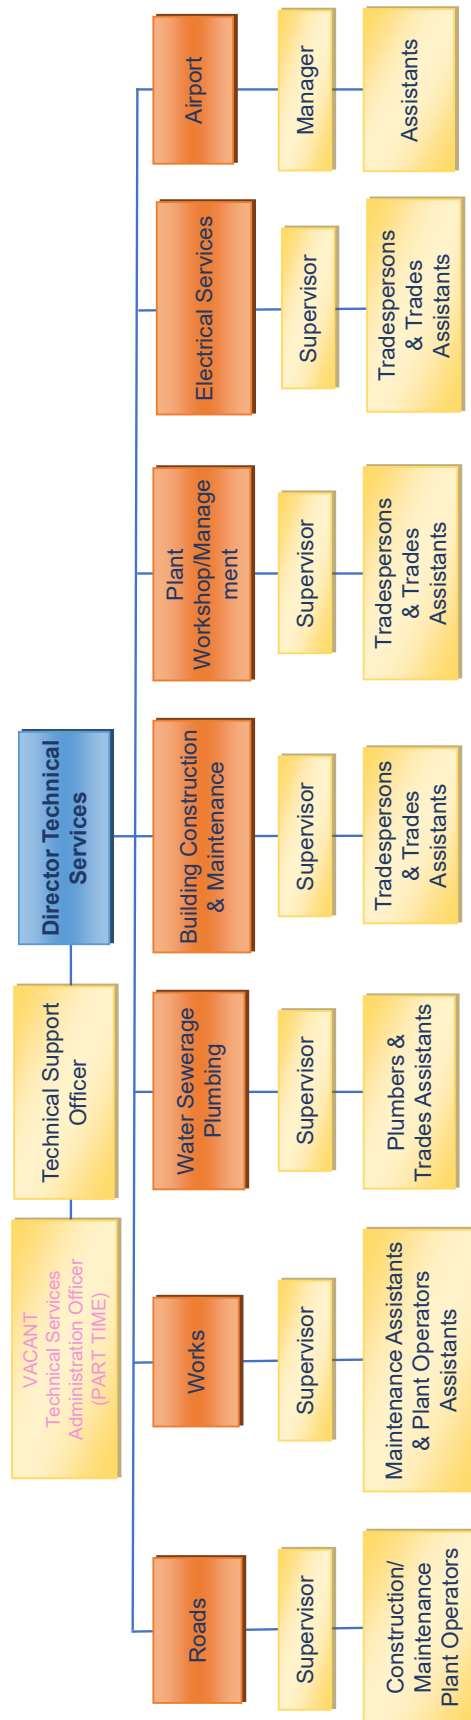 VACANT
Technical Services
Administration Officer
(PART TIME)
Technical Support
Officer
Director Technical
Services
Roads
Works
Water Sewerage
Plumbing
Building Construction
& Maintenance
Plant
Workshop/Manage
ment
Electrical Services
Airport
Supervisor
Supervisor
Supervisor
Supervisor
Supervisor
Supervisor
Manager
Construction/
Maintenance
Plant Operators
Maintenance Assistants
& Plant Operators
Assistants
Plumbers &
Trades Assistants
Tradespersons
& Trades
Assistants
Tradespersons
& Trades
Assistants
Tradespersons
& Trades
Assistants
Assistants